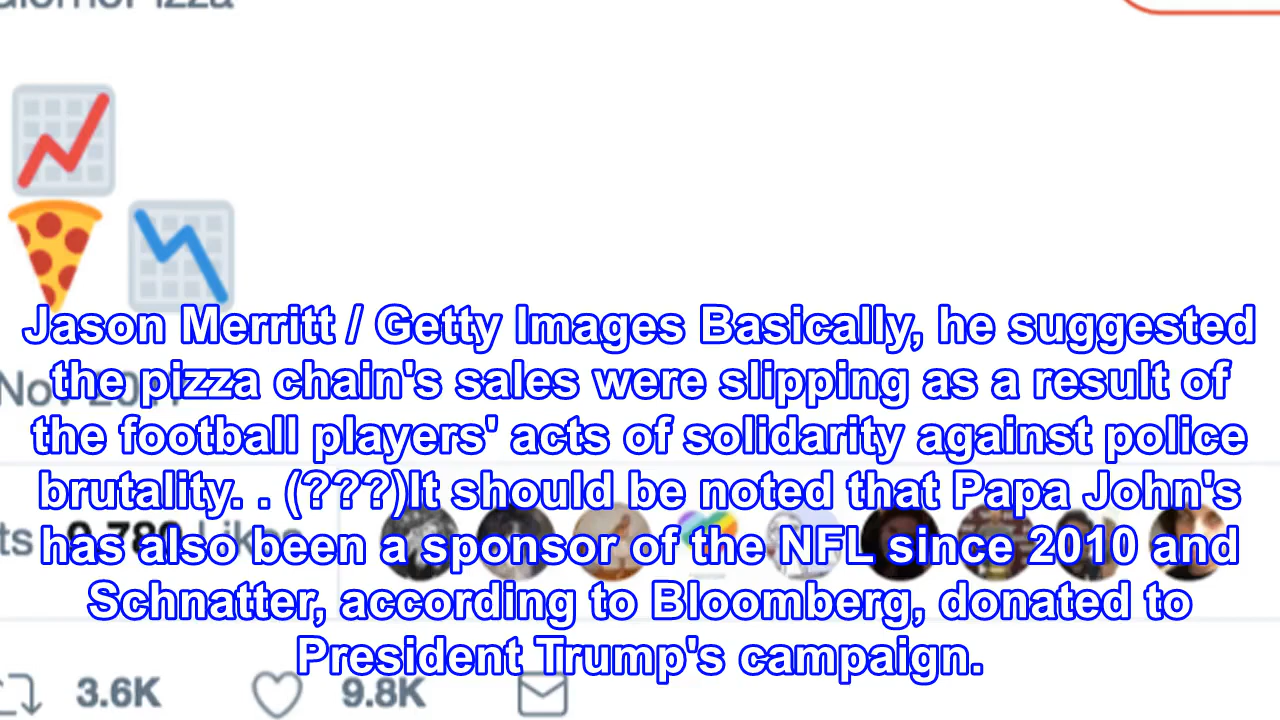 Jason Merritt / Getty Images Basically, he suggested
the pizza chain's sales were slipping as a result of
the football players' acts of solidarity against police
brutality. . (???)It should be noted that Papa John's
has also been a sponsor of the NFL since 2010 and
Schnatter, according to Bloomberg, donated to
President Trump's campaign.
3.6K 9.8K